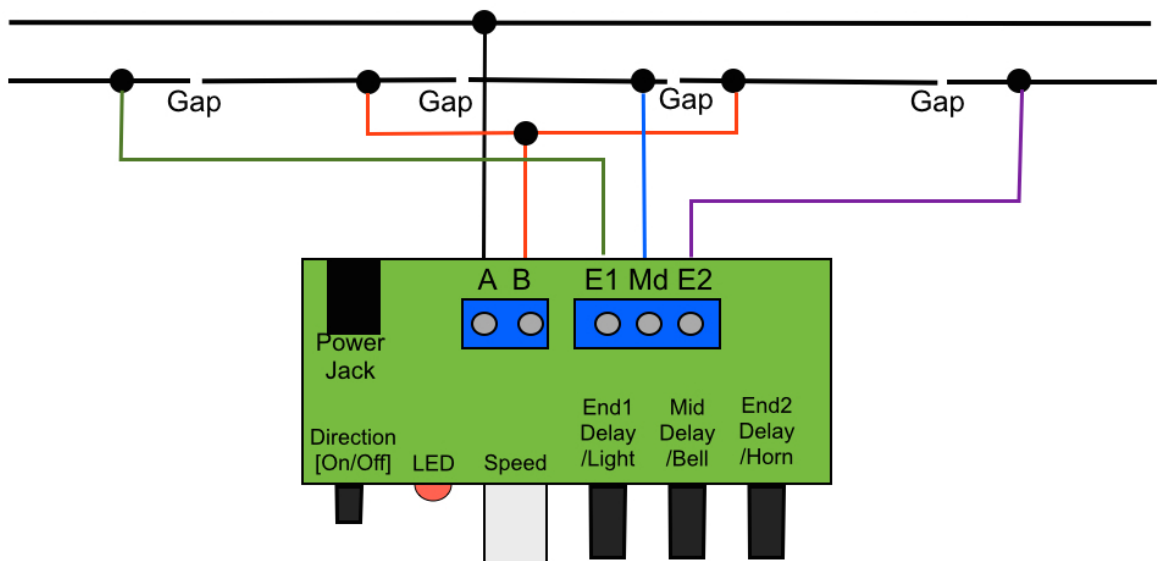 Gap
Gap
Gap
Gap
A B E1 Md E2
Power
Jack
Direction
[On/Off]
LED
Speed
End1
Delay
/Light
Mid
Delay
/Bell
End2
Delay
/Horn